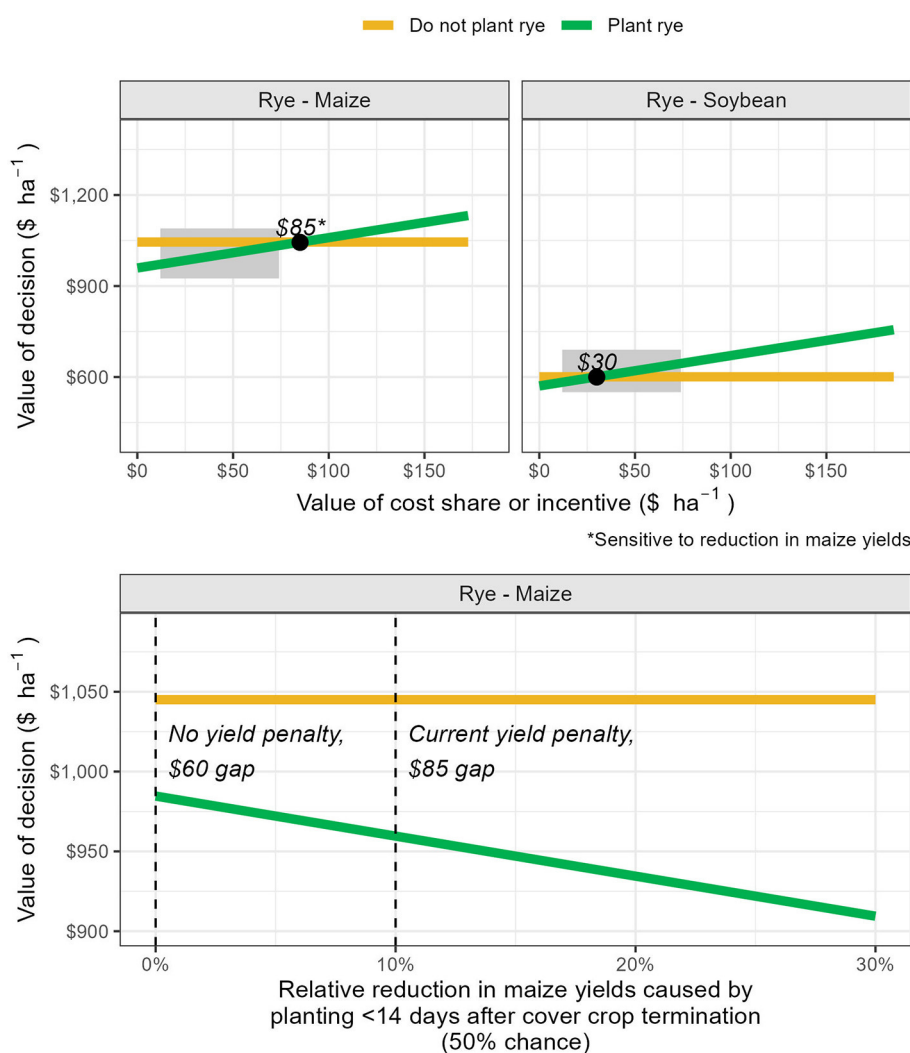 Do not plant rye Plant rye
Rye - Maize Rye - Soybean
Value of decision ($ ha⁻¹ )
$1,200
$900
$600
$85*
$30
$0 $50 $100 $150 $0 $50 $100 $150
Value of cost share or incentive ($ ha⁻¹ )
*Sensitive to reduction in maize yields
Rye - Maize
Value of decision ($ ha⁻¹ )
$1,050
$1,000
$950
$900
No yield penalty,
$60 gap
Current yield penalty,
$85 gap
0% 10% 20% 30%
Relative reduction in maize yields caused by
planting <14 days after cover crop termination
(50% chance)